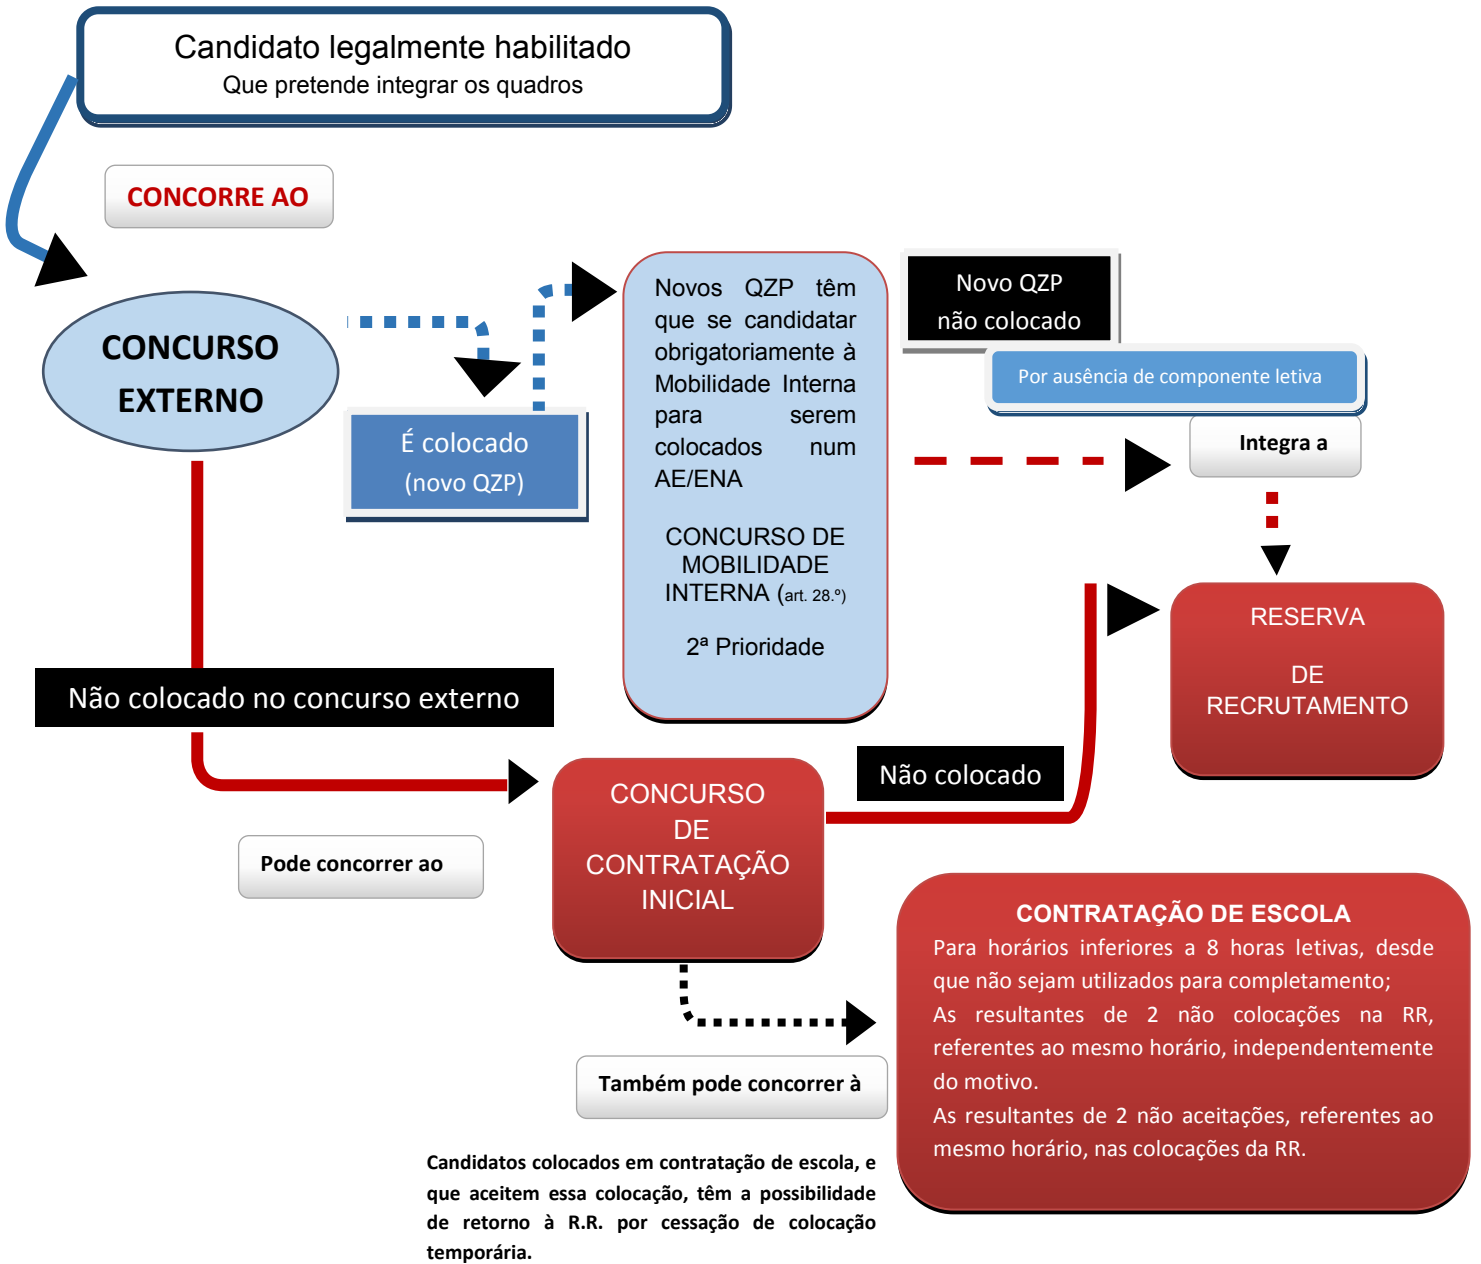 Candidato legalmente habilitado
Que pretende integrar os quadros
CONCORRE AO
CONCURSO
EXTERNO
É colocado
(novo QZP)
Novos QZP têm
que se candidatar
obrigatoriamente à
Mobilidade Interna
para serem
colocados num
AE/ENA
CONCURSO DE
MOBILIDADE
INTERNA (art. 28.º)
2ª Prioridade
Novo QZP
não colocado
Por ausência de componente letiva
Integra a
RESERVA
DE
RECRUTAMENTO
Não colocado no concurso externo
Pode concorrer ao
CONCURSO
DE
CONTRATAÇÃO
INICIAL
Não colocado
Também pode concorrer à
CONTRATAÇÃO DE ESCOLA
Para horários inferiores a 8 horas letivas, desde
que não sejam utilizados para completamento;
As resultantes de 2 não colocações na RR,
referentes ao mesmo horário, independentemente
do motivo.
As resultantes de 2 não aceitações, referentes ao
mesmo horário, nas colocações da RR.
Candidatos colocados em contratação de escola, e
que aceitem essa colocação, têm a possibilidade
de retorno à R.R. por cessação de colocação
temporária.